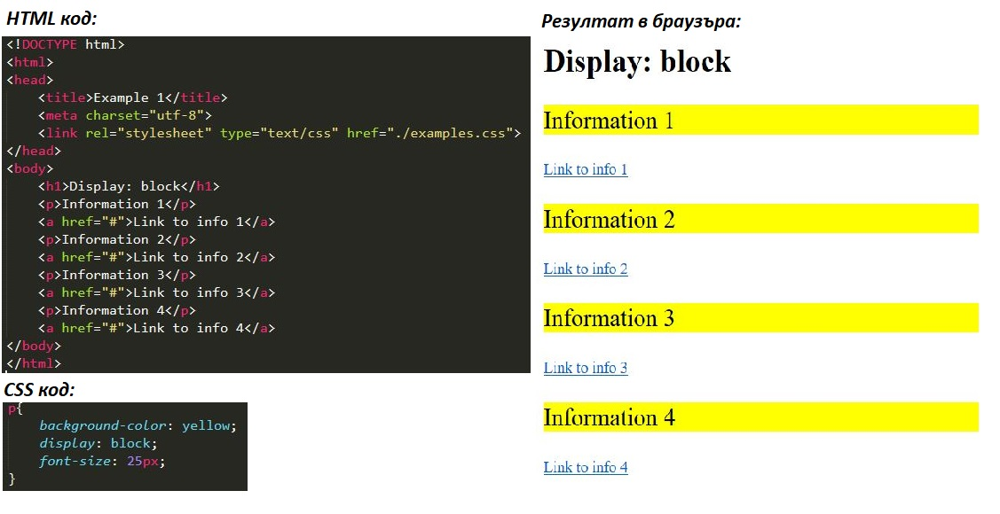 HTML код:
<!DOCTYPE html>
<html>
<head>
    <title>Example 1</title>
    <meta charset="utf-8">
    <link rel="stylesheet" type="text/css" href="./examples.css">
</head>
<body>
    <h1>Display: block</h1>
    <p>Information 1</p>
    <a href="#">Link to info 1</a>
    <p>Information 2</p>
    <a href="#">Link to info 2</a>
    <p>Information 3</p>
    <a href="#">Link to info 3</a>
    <p>Information 4</p>
    <a href="#">Link to info 4</a>
</body>
</html>
CSS код:
p{
    background-color: yellow;
    display: block;
    font-size: 25px;
}
Резултат в браузъра:
Display: block
Information 1
Link to info 1
Information 2
Link to info 2
Information 3
Link to info 3
Information 4
Link to info 4